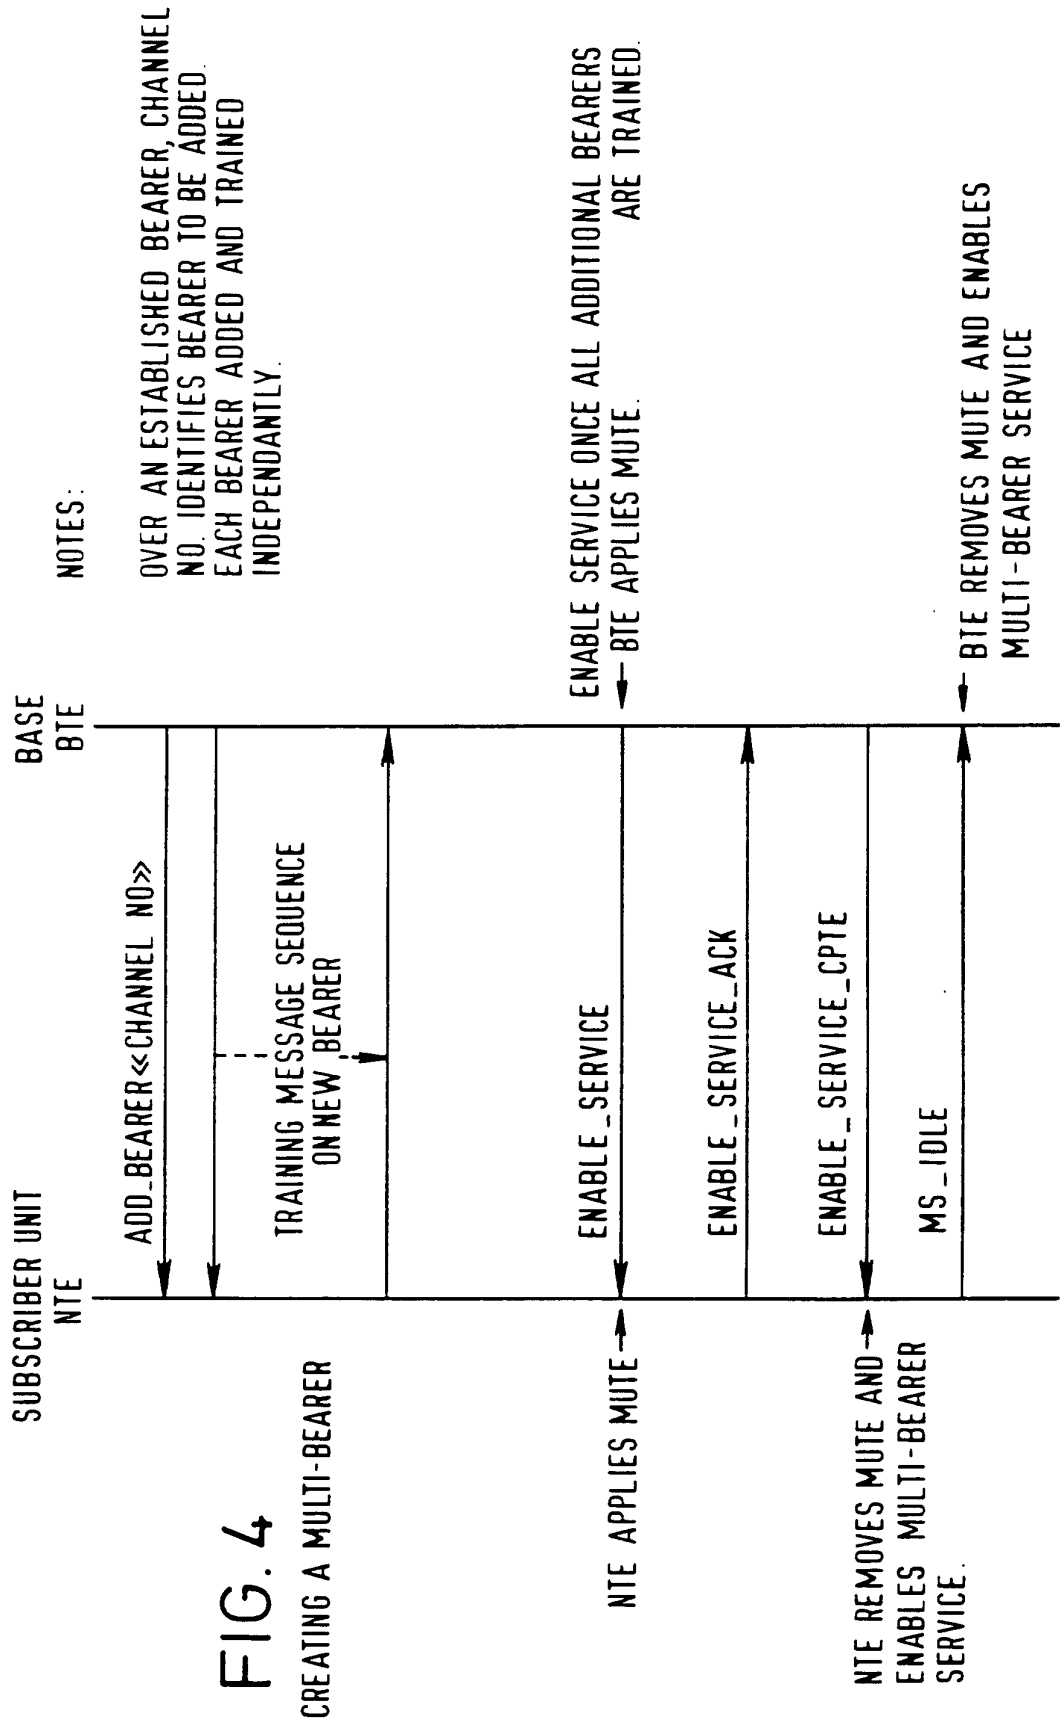 FIG. 4
CREATING A MULTI-BEARER
SUBSCRIBER UNIT
NTE
BASE
BTE
NOTES:
ADD_BEARER<<CHANNEL NO>>
OVER AN ESTABLISHED BEARER, CHANNEL
NO. IDENTIFIES BEARER TO BE ADDED.
EACH BEARER ADDED AND TRAINED
INDEPENDANTLY.
TRAINING MESSAGE SEQUENCE
ON NEW BEARER
NTE APPLIES MUTE
ENABLE_SERVICE
ENABLE SERVICE ONCE ALL ADDITIONAL BEARERS
BTE APPLIES MUTE. ARE TRAINED.
ENABLE_SERVICE_ACK
ENABLE_SERVICE_CPTE
NTE REMOVES MUTE AND
ENABLES MULTI-BEARER
SERVICE.
MS_IDLE
BTE REMOVES MUTE AND ENABLES
MULTI-BEARER SERVICE